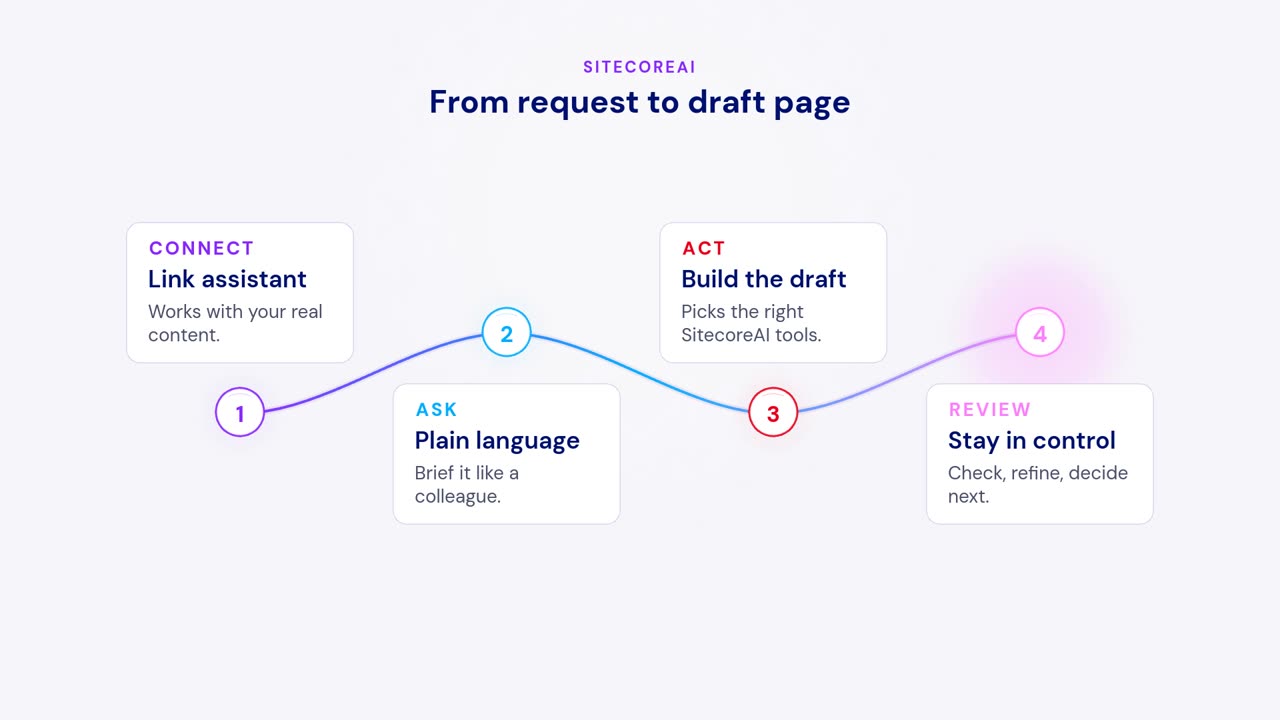 SITECOREAI
From request to draft page
CONNECT
Link assistant
Works with your real
content.
1
2
ASK
Plain language
Brief it like a
colleague.
ACT
Build the draft
Picks the right
SitecoreAI tools.
3
4
REVIEW
Stay in control
Check, refine, decide
next.